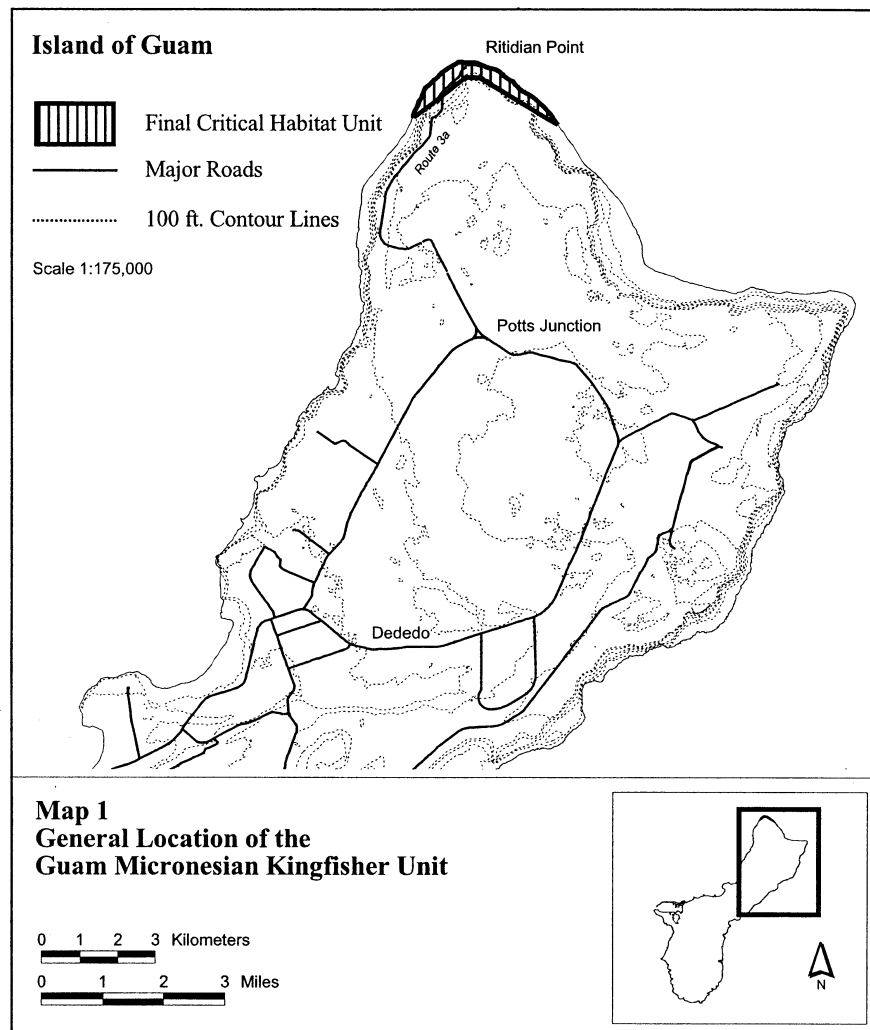 Island of Guam
Ritidian Point
Final Critical Habitat Unit
Route 3a
Major Roads
100 ft. Contour Lines
Scale 1:175,000
Potts Junction
Dededo
Map 1
General Location of the
Guam Micronesian Kingfisher Unit
0 1 2 3 Kilometers
0 1 2 3 Miles
N